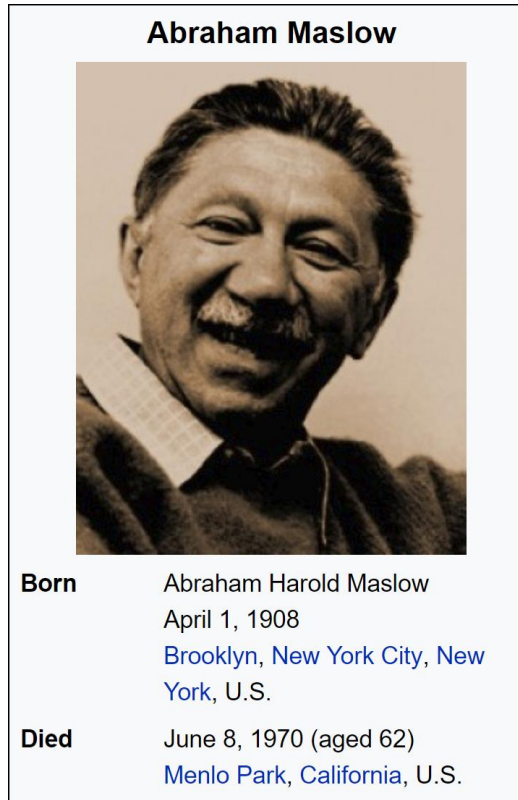 Abraham Maslow
Born Abraham Harold Maslow
April 1, 1908
Brooklyn, New York City, New
York, U.S.
Died June 8, 1970 (aged 62)
Menlo Park, California, U.S.